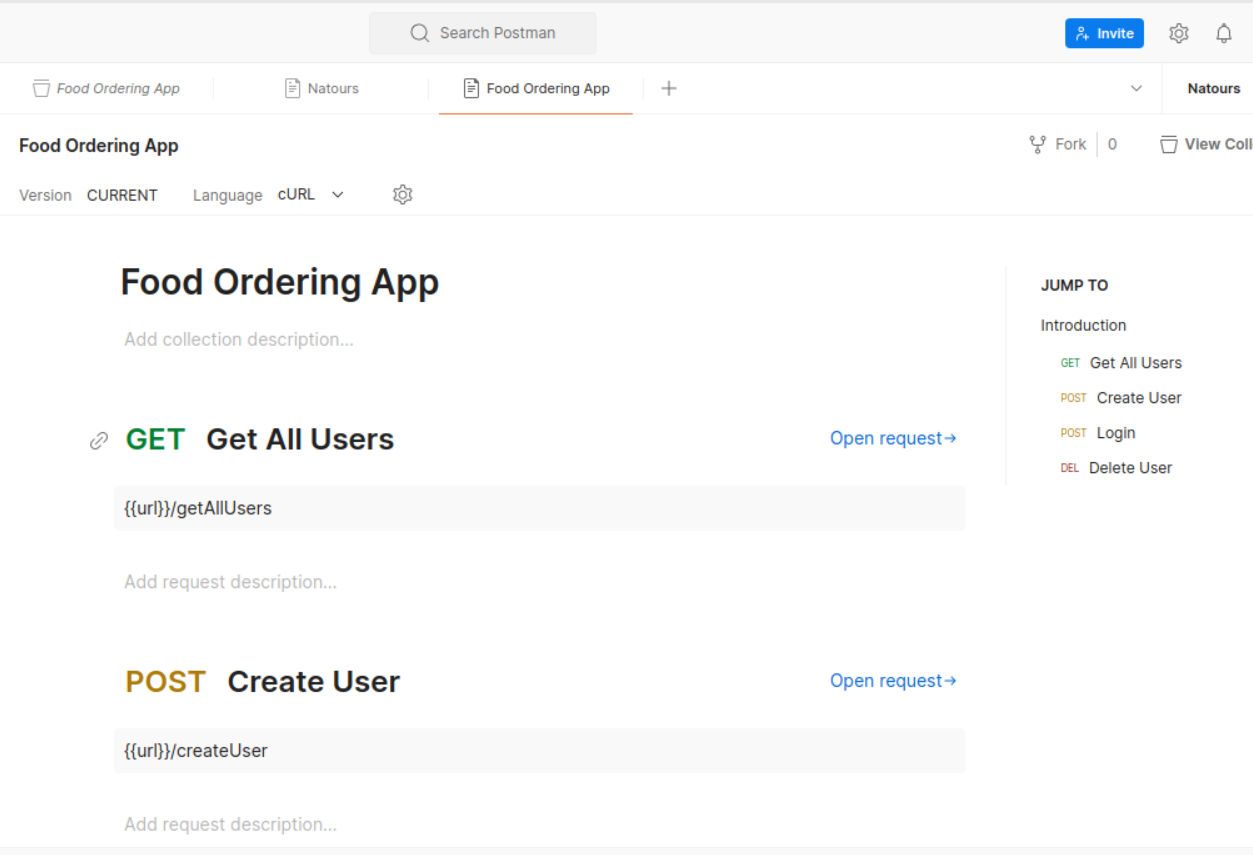 Search Postman
Invite
Food Ordering App
Natours
Food Ordering App
Natours
Food Ordering App
Fork 0
View Coll
Version CURRENT Language cURL
Food Ordering App
Add collection description...
GET Get All Users
Open request→
{{url}}/getAllUsers
Add request description...
POST Create User
Open request→
{{url}}/createUser
Add request description...
JUMP TO
Introduction
GET Get All Users
POST Create User
POST Login
DEL Delete User